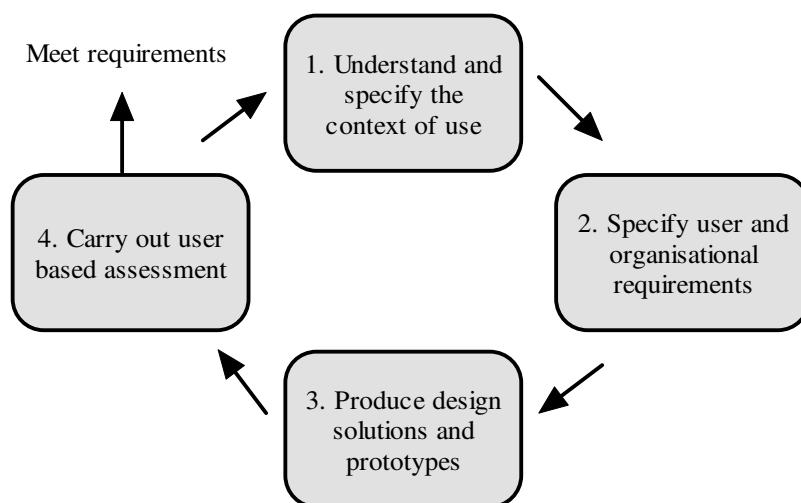 Meet requirements
1. Understand and
specify the
context of use
2. Specify user and
organisational
requirements
3. Produce design
solutions and
prototypes
4. Carry out user
based assessment